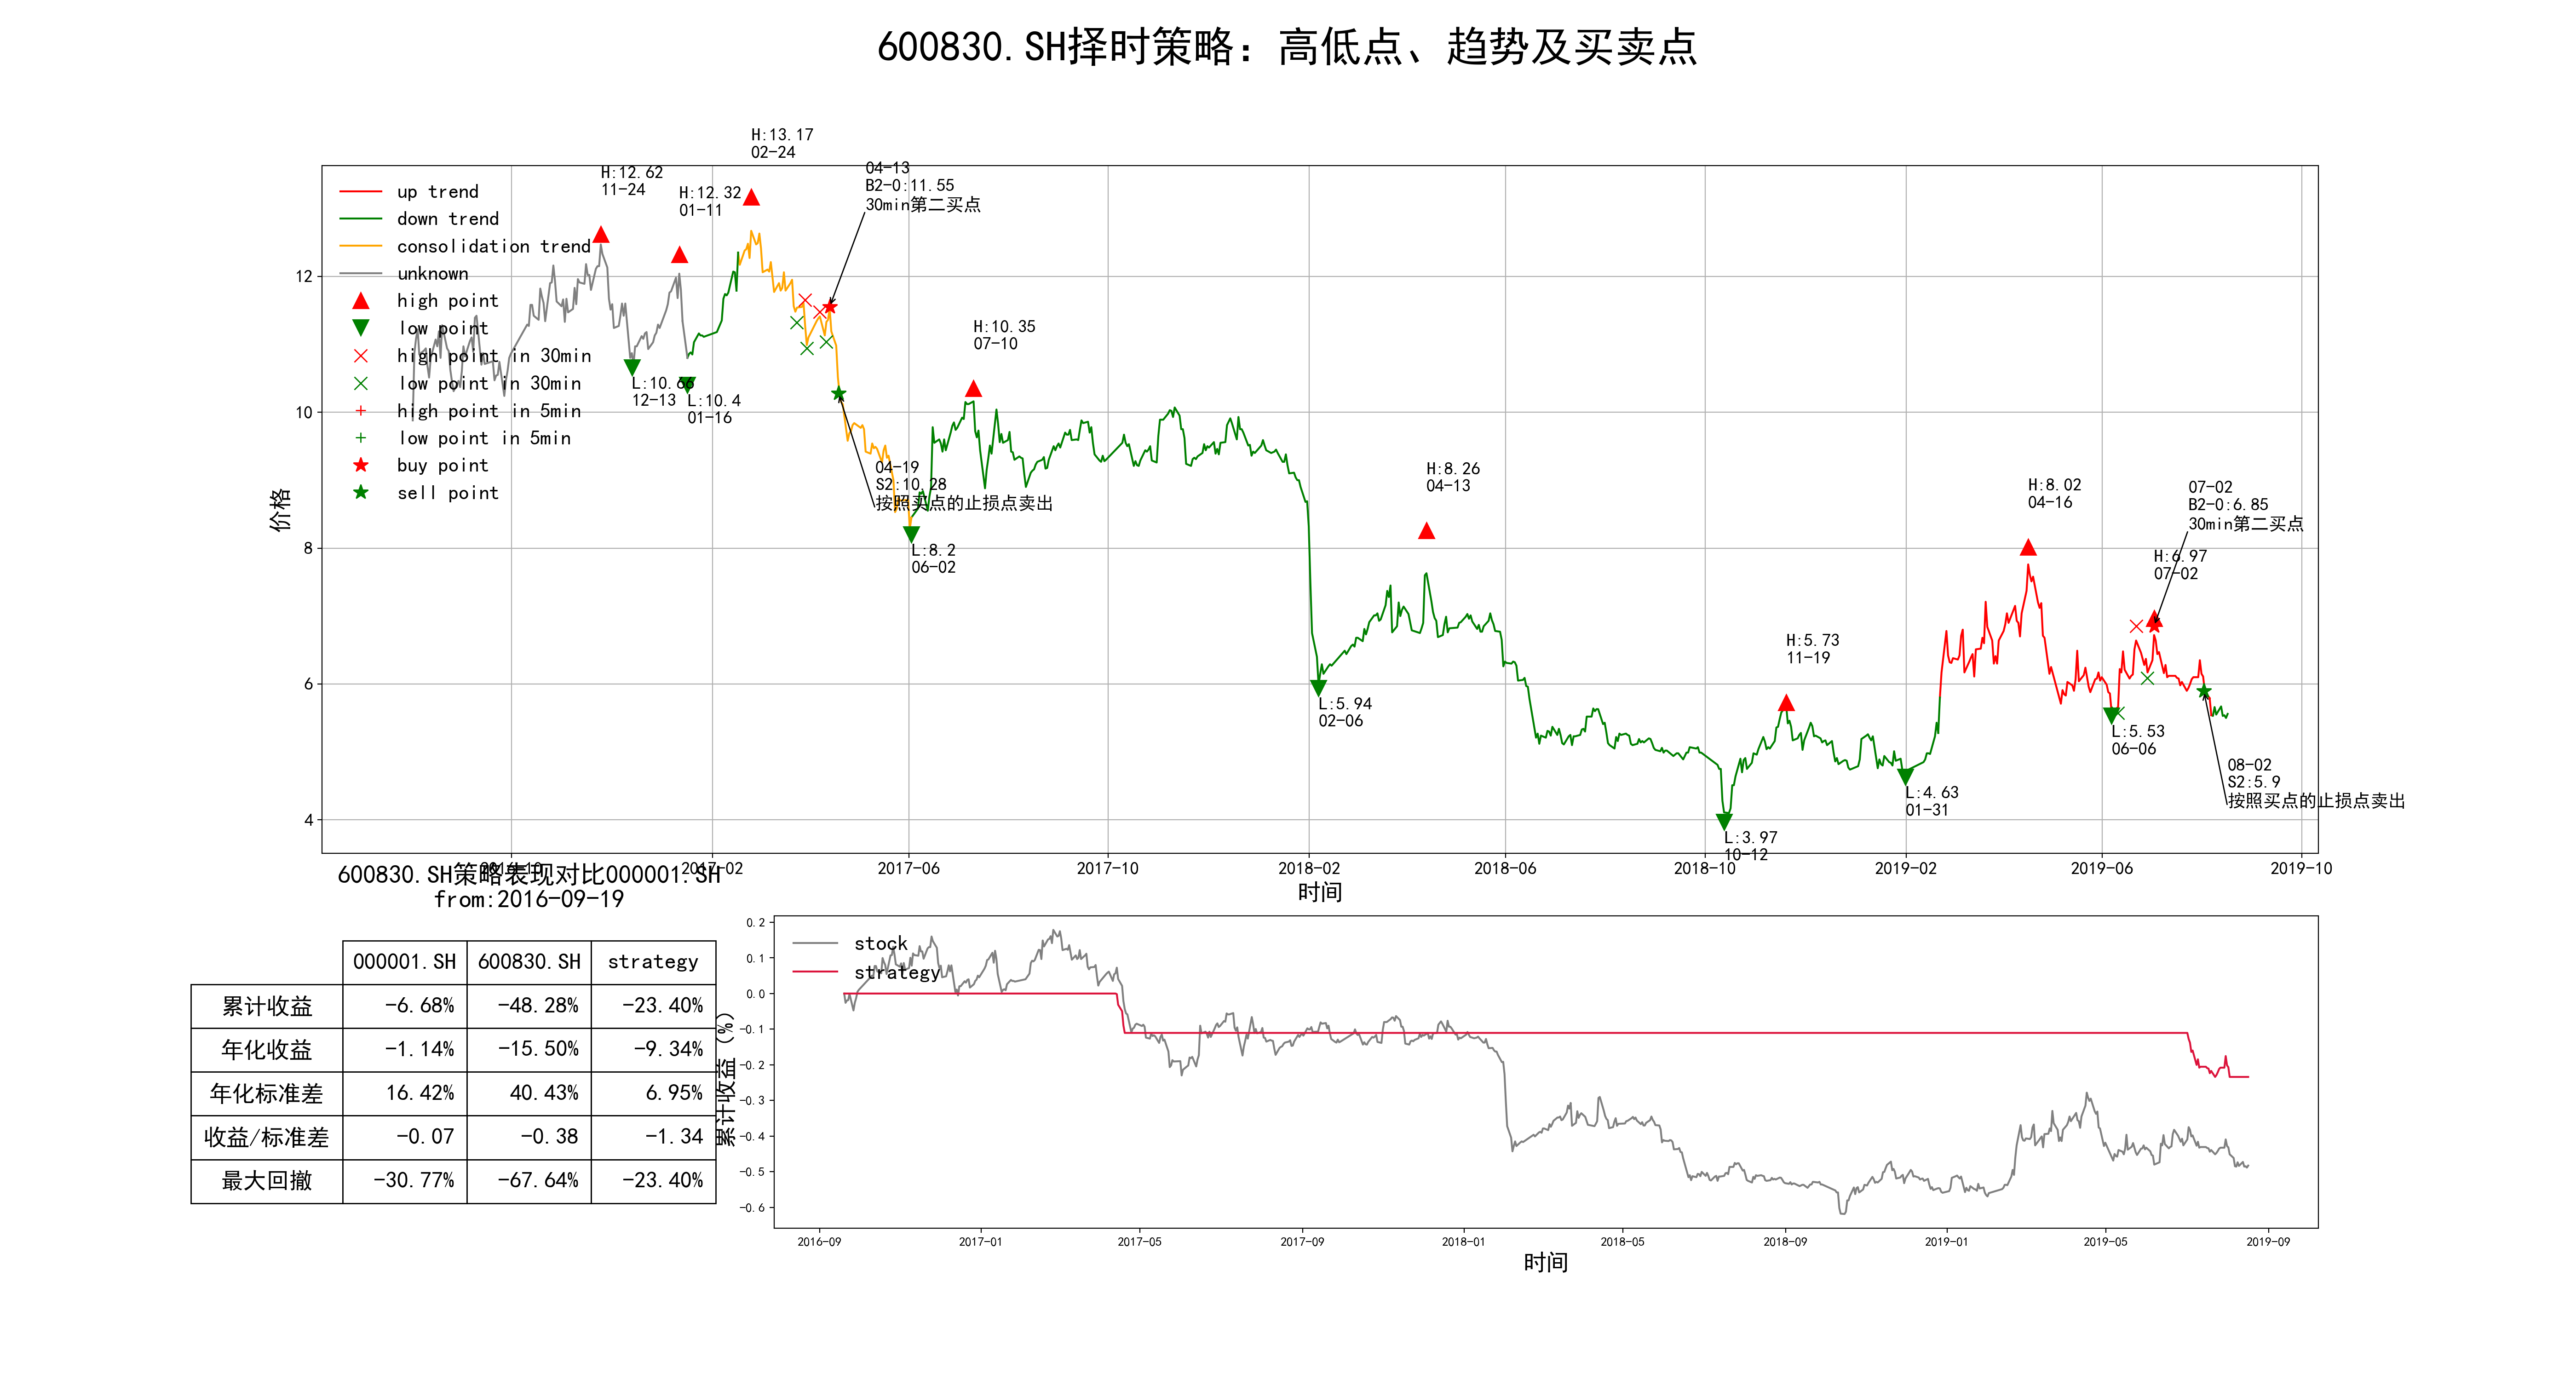 600830.SH择时策略：高低点、趋势及买卖点
H:13.17
02-24
H:12.62
11-24
H:12.32
01-11
04-13
B2-0:11.55
30min第二买点
up trend
down trend
consolidation trend
unknown
high point
low point
high point in 30min
low point in 30min
high point in 5min
low point in 5min
buy point
sell point
L:10.66
12-13
L:10.4
01-16
H:10.35
07-10
04-19
S2:10.28
按照买点的止损点卖出
L:8.2
06-02
H:8.26
04-13
L:5.94
02-06
H:5.73
11-19
L:3.97
10-12
L:4.63
01-31
H:8.02
04-16
07-02
B2-0:6.85
30min第二买点
H:6.97
07-02
L:5.53
06-06
08-02
S2:5.9
按照买点的止损点卖出
价格
12
10
8
6
4
2016-10
2017-02
2017-06
2017-10
2018-02
2018-06
2018-10
2019-02
2019-06
2019-10
时间
600830.SH策略表现对比000001.SH
from:2016-09-19
000001.SH 600830.SH strategy
累计收益 -6.68% -48.28% -23.40%
年化收益 -1.14% -15.50% -9.34%
年化标准差 16.42% 40.43% 6.95%
收益/标准差 -0.07 -0.38 -1.34
最大回撤 -30.77% -67.64% -23.40%
stock
strategy
累计收益（%）
0.2
0.1
0.0
-0.1
-0.2
-0.3
-0.4
-0.5
-0.6
2016-09
2017-01
2017-05
2017-09
2018-01
2018-05
2018-09
2019-01
2019-05
2019-09
时间